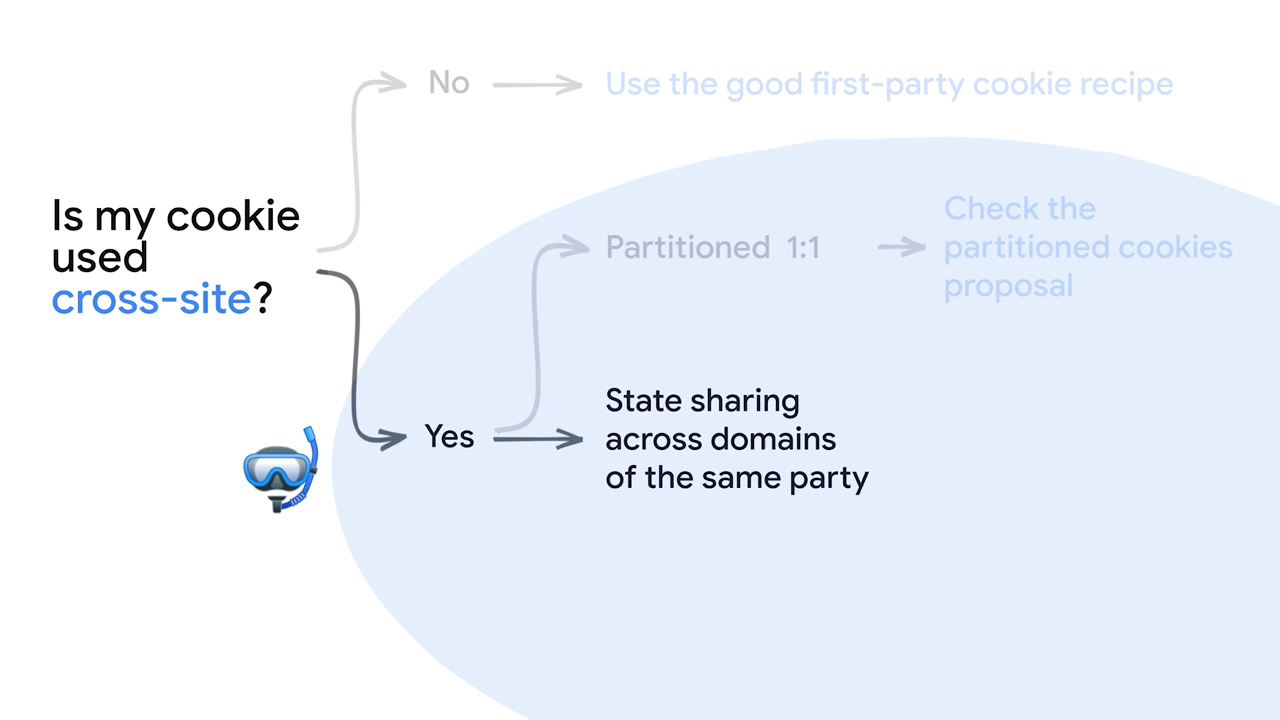 No
Use the good first-party cookie recipe
Is my cookie
used
cross-site?
Partitioned 1:1
Check the
partitioned cookies
proposal
Yes
State sharing
across domains
of the same party